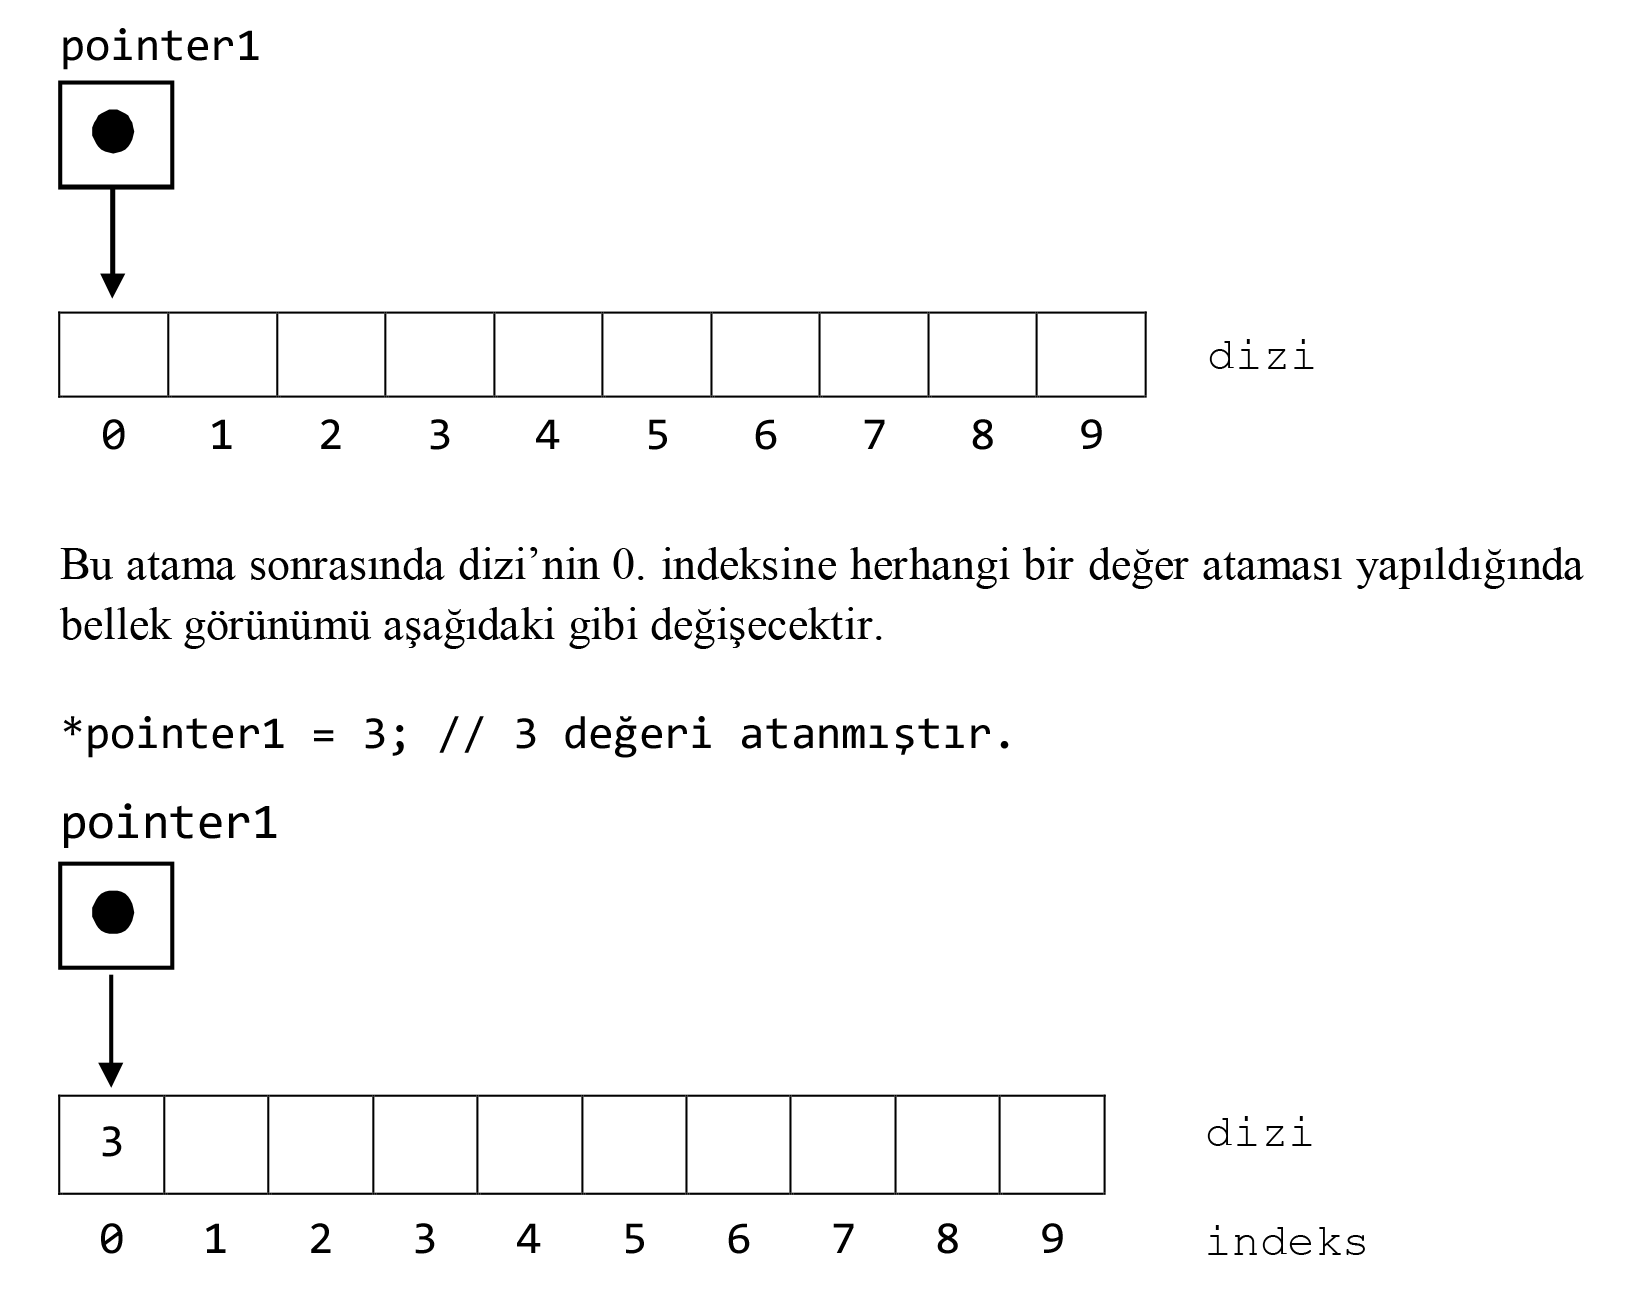 pointer1
dizi
0 1 2 3 4 5 6 7 8 9
Bu atama sonrasında dizi’nin 0. indeksine herhangi bir değer ataması yapıldığında
bellek görünümü aşağıdaki gibi değişecektir.
*pointer1 = 3; // 3 değeri atanmıştır.
pointer1
3 dizi
0 1 2 3 4 5 6 7 8 9 indeks